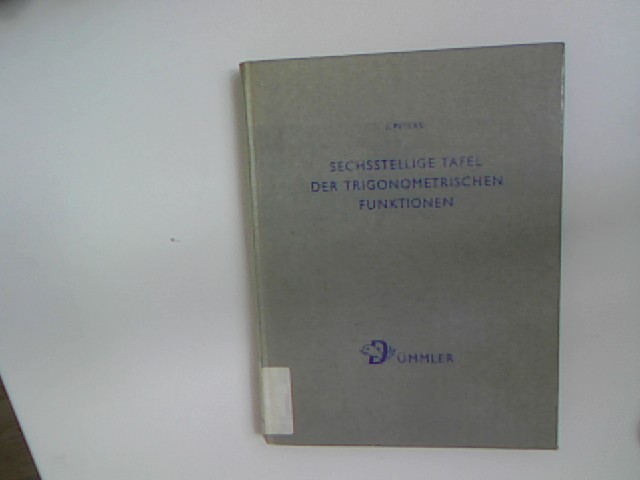 J. PETERS
SECHSSTELLIGE TAFEL
DER TRIGONOMETRISCHEN
FUNKTIONEN
DÜMMLER